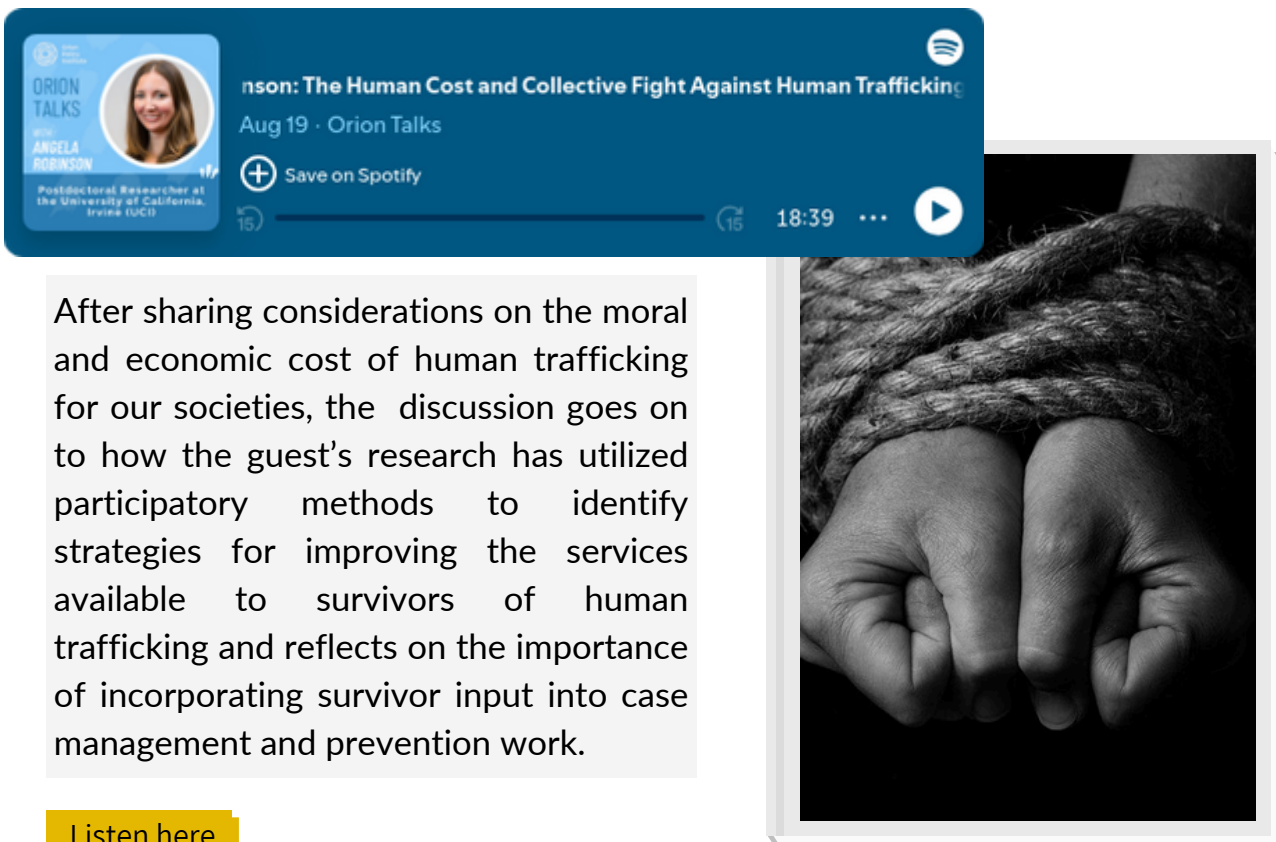 Orion
Policy
Institute
ORION
TALKS
WITH
ANGELA
ROBINSON
Postdoctoral Researcher at
the University of California,
Irvine (UCI)
nson: The Human Cost and Collective Fight Against Human Trafficking
Aug 19 · Orion Talks
Save on Spotify
15
15
18:39
After sharing considerations on the moral
and economic cost of human trafficking
for our societies, the discussion goes on
to how the guest’s research has utilized
participatory methods to identify
strategies for improving the services
available to survivors of human
trafficking and reflects on the importance
of incorporating survivor input into case
management and prevention work.
Listen here